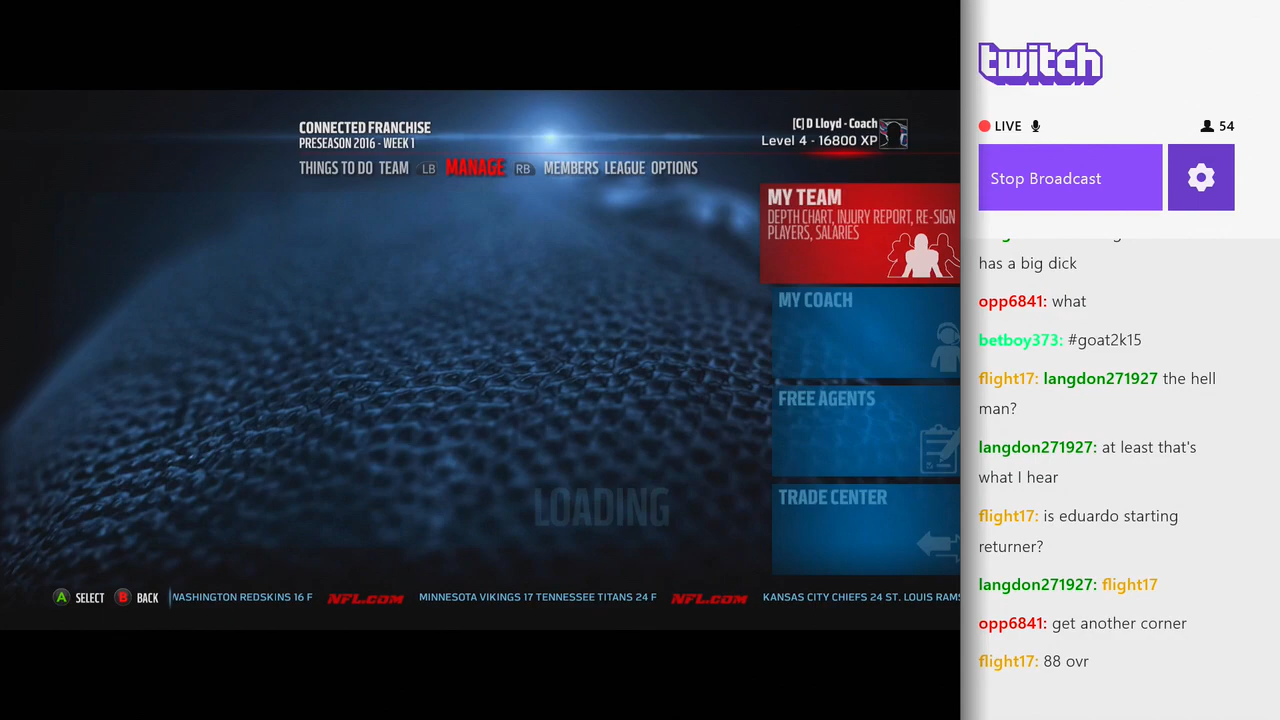 CONNECTED FRANCHISE
PRESEASON 2016 - WEEK 1
[C] D Lloyd - Coach
Level 4 - 16800 XP
THINGS TO DO TEAM LB MANAGE RB MEMBERS LEAGUE OPTIONS
MY TEAM
DEPTH CHART, INJURY REPORT, RE-SIGN
PLAYERS, SALARIES
MY COACH
FREE AGENTS
TRADE CENTER
LOADING
A SELECT B BACK
WASHINGTON REDSKINS 16 F NFL.COM MINNESOTA VIKINGS 17 TENNESSEE TITANS 24 F NFL.COM KANSAS CITY CHIEFS 24 ST. LOUIS RAMS
twitch
LIVE 54
Stop Broadcast
has a big dick
opp6841: what
betboy373: #goat2k15
flight17: langdon271927 the hell
man?
langdon271927: at least that's
what I hear
flight17: is eduardo starting
returner?
langdon271927: flight17
opp6841: get another corner
flight17: 88 ovr